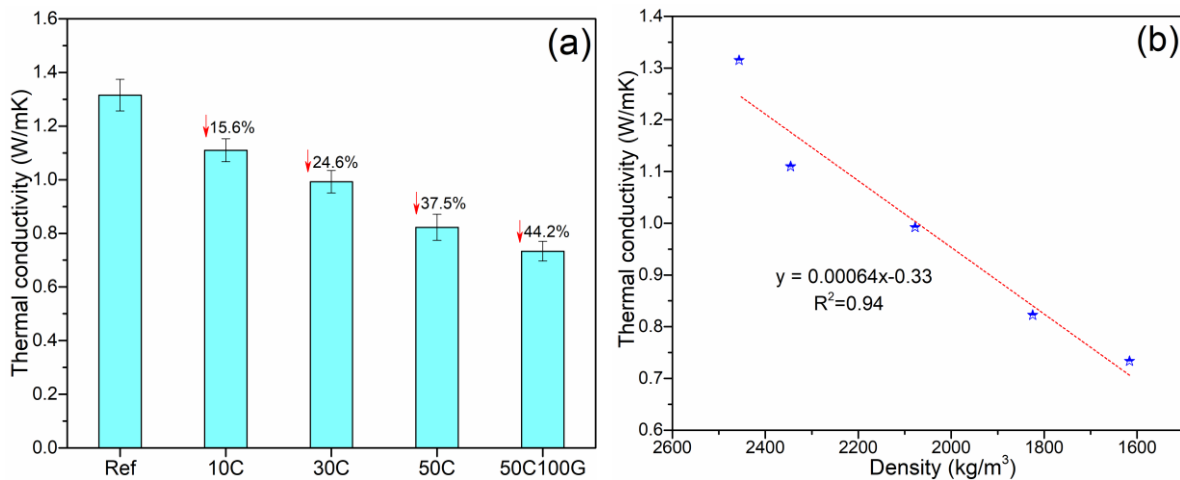 (a)
Thermal conductivity (W/mK)
1.6
1.4
1.2
1.0
0.8
0.6
0.4
0.2
0.0
15.6%
24.6%
37.5%
44.2%
Ref 10C 30C 50C 50C100G
(b)
Thermal conductivity (W/mK)
1.4
1.3
1.2
1.1
1.0
0.9
0.8
0.7
0.6
y = 0.00064x-0.33
R²=0.94
2600 2400 2200 2000 1800 1600
Density (kg/m³)